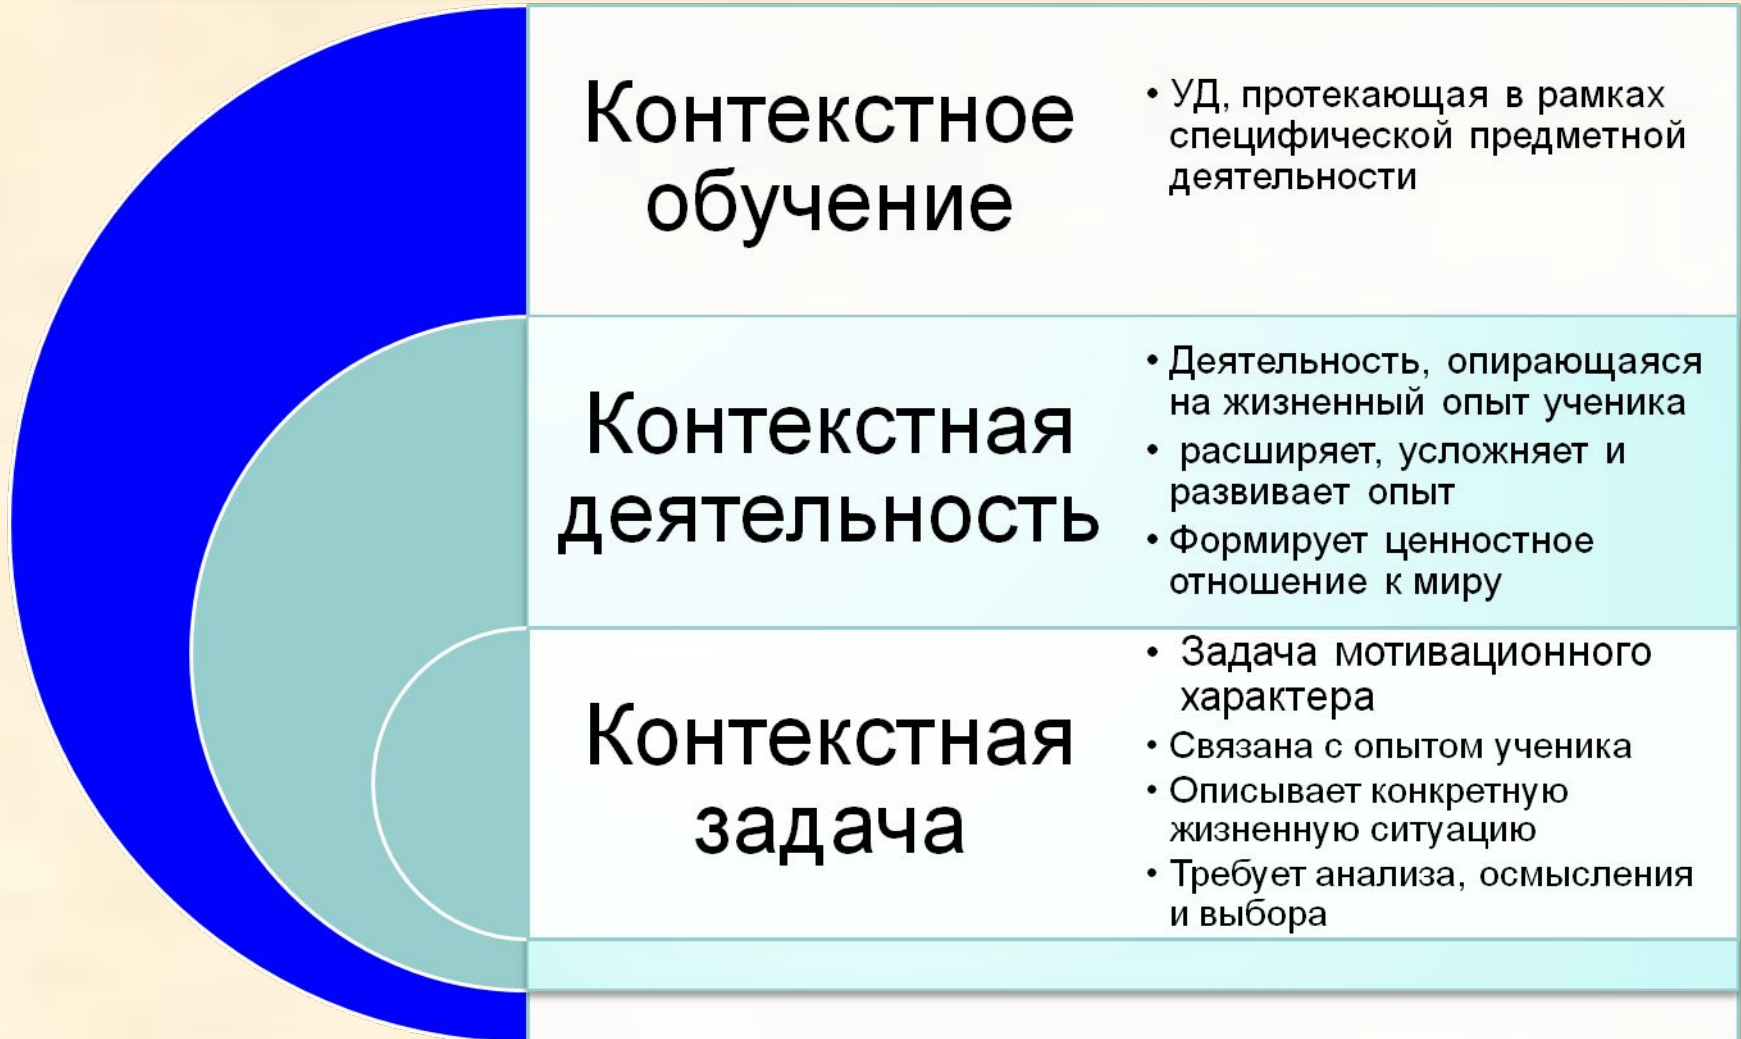 Контекстное
обучение
• УД, протекающая в рамках
специфической предметной
деятельности
Контекстная
деятельность
• Деятельность, опирающаяся
на жизненный опыт ученика
• расширяет, усложняет и
развивает опыт
• Формирует ценностное
отношение к миру
Контекстная
задача
• Задача мотивационного
характера
• Связана с опытом ученика
• Описывает конкретную
жизненную ситуацию
• Требует анализа, осмысления
и выбора